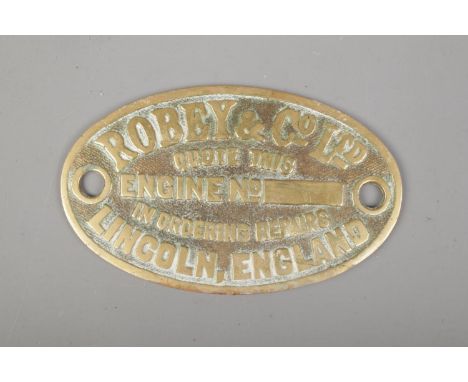 ROBEY & Co LTD
QUOTE THIS
ENGINE No
IN ORDERING REPAIRS
LINCOLN, ENGLAND